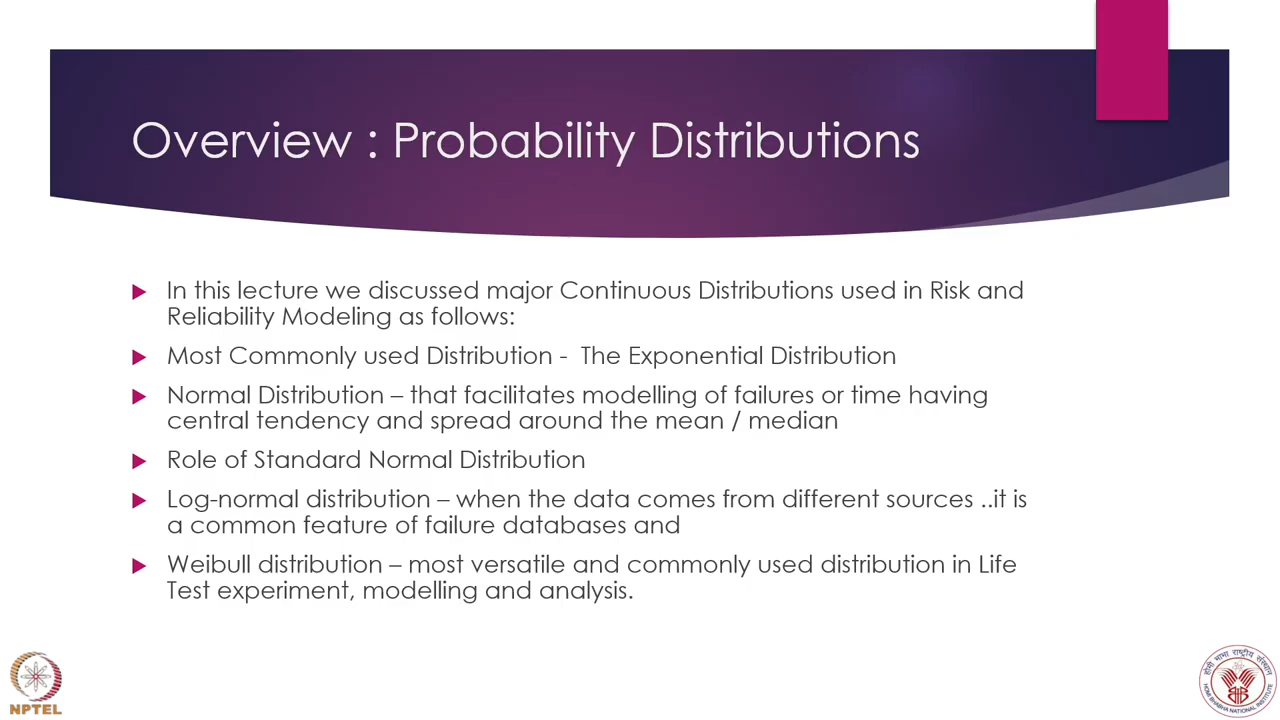 Overview : Probability Distributions
In this lecture we discussed major Continuous Distributions used in Risk and
Reliability Modeling as follows:
Most Commonly used Distribution - The Exponential Distribution
Normal Distribution – that facilitates modelling of failures or time having
central tendency and spread around the mean / median
Role of Standard Normal Distribution
Log-normal distribution – when the data comes from different sources ..it is
a common feature of failure databases and
Weibull distribution – most versatile and commonly used distribution in Life
Test experiment, modelling and analysis.
NPTEL
होमी भाभा राष्ट्रीय संस्थान
HOMI BHABHA NATIONAL INSTITUTE